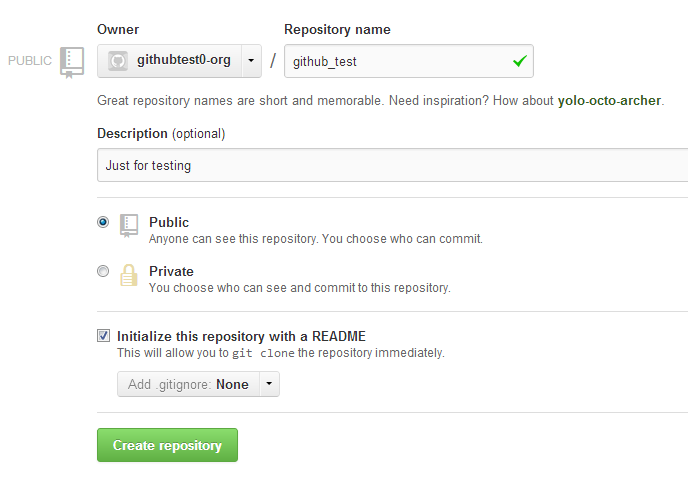 Owner
Repository name
PUBLIC
githubtest0-org
/
github_test
Great repository names are short and memorable. Need inspiration? How about yolo-octo-archer.
Description (optional)
Just for testing
Public
Anyone can see this repository. You choose who can commit.
Private
You choose who can see and commit to this repository.
Initialize this repository with a README
This will allow you to git clone the repository immediately.
Add .gitignore: None
Create repository